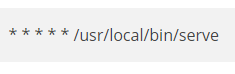 * * * * * /usr/local/bin/serve